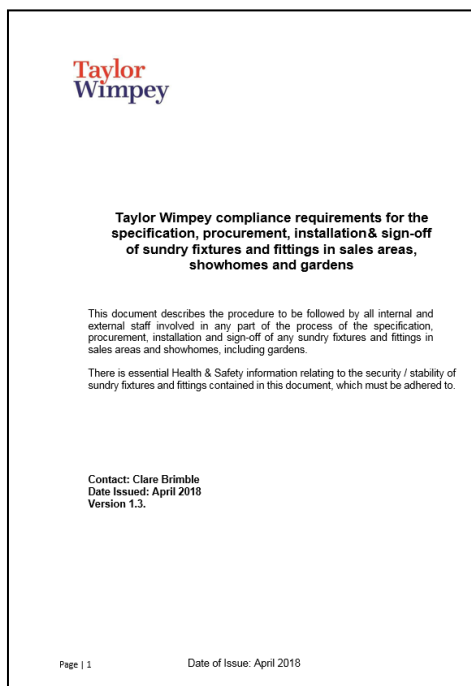 Taylor
Wimpey
Taylor Wimpey compliance requirements for the
specification, procurement, installation & sign-off
of sundry fixtures and fittings in sales areas,
showhomes and gardens
This document describes the procedure to be followed by all internal and
external staff involved in any part of the process of the specification,
procurement, installation and sign-off of any sundry fixtures and fittings in
sales areas and showhomes, including gardens.
There is essential Health & Safety information relating to the security / stability of
sundry fixtures and fittings contained in this document, which must be adhered to.
Contact: Clare Brimble
Date Issued: April 2018
Version 1.3.
Page | 1 Date of Issue: April 2018